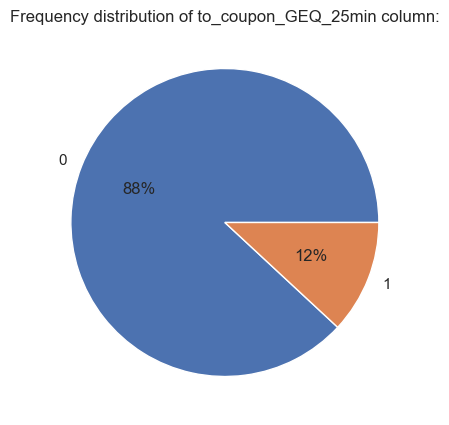 Frequency distribution of to_coupon_GEQ_25min column:
0
88%
12%
1